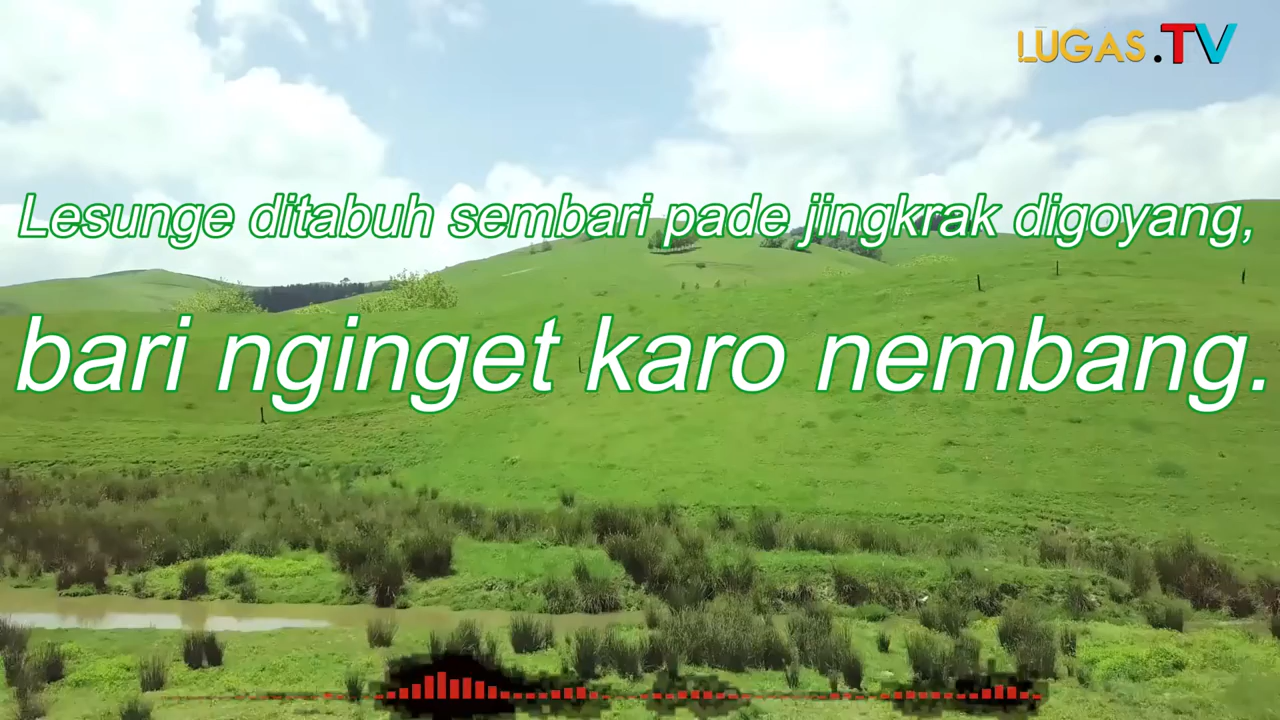 LUGAS.TV
Lesunge ditabuh sembari pade jingkrak digoyang,
bari nginget karo nembang.